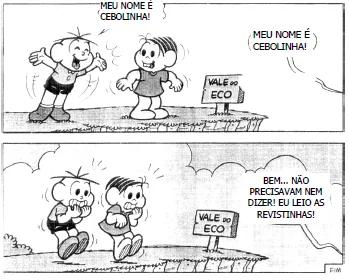 MEU NOME É
CEBOLINHA!
MEU NOME É
CEBOLINHA!
VALE DO
ECO
BEM... NÃO
PRECISAVAM NEM
DIZER! EU LEIO AS
REVISTINHAS!
VALE DO
ECO
FIM